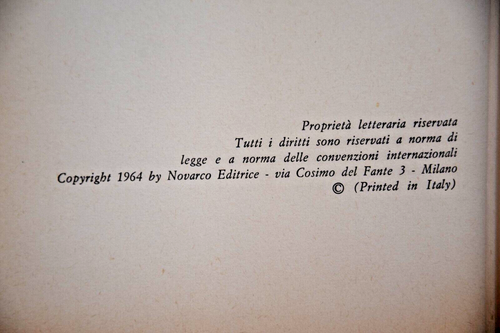 Proprietà letteraria riservata
Tutti i diritti sono riservati a norma di
legge e a norma delle convenzioni internazionali
Copyright 1964 by Novarco Editrice - via Cosimo del Fante 3 - Milano
© (Printed in Italy)